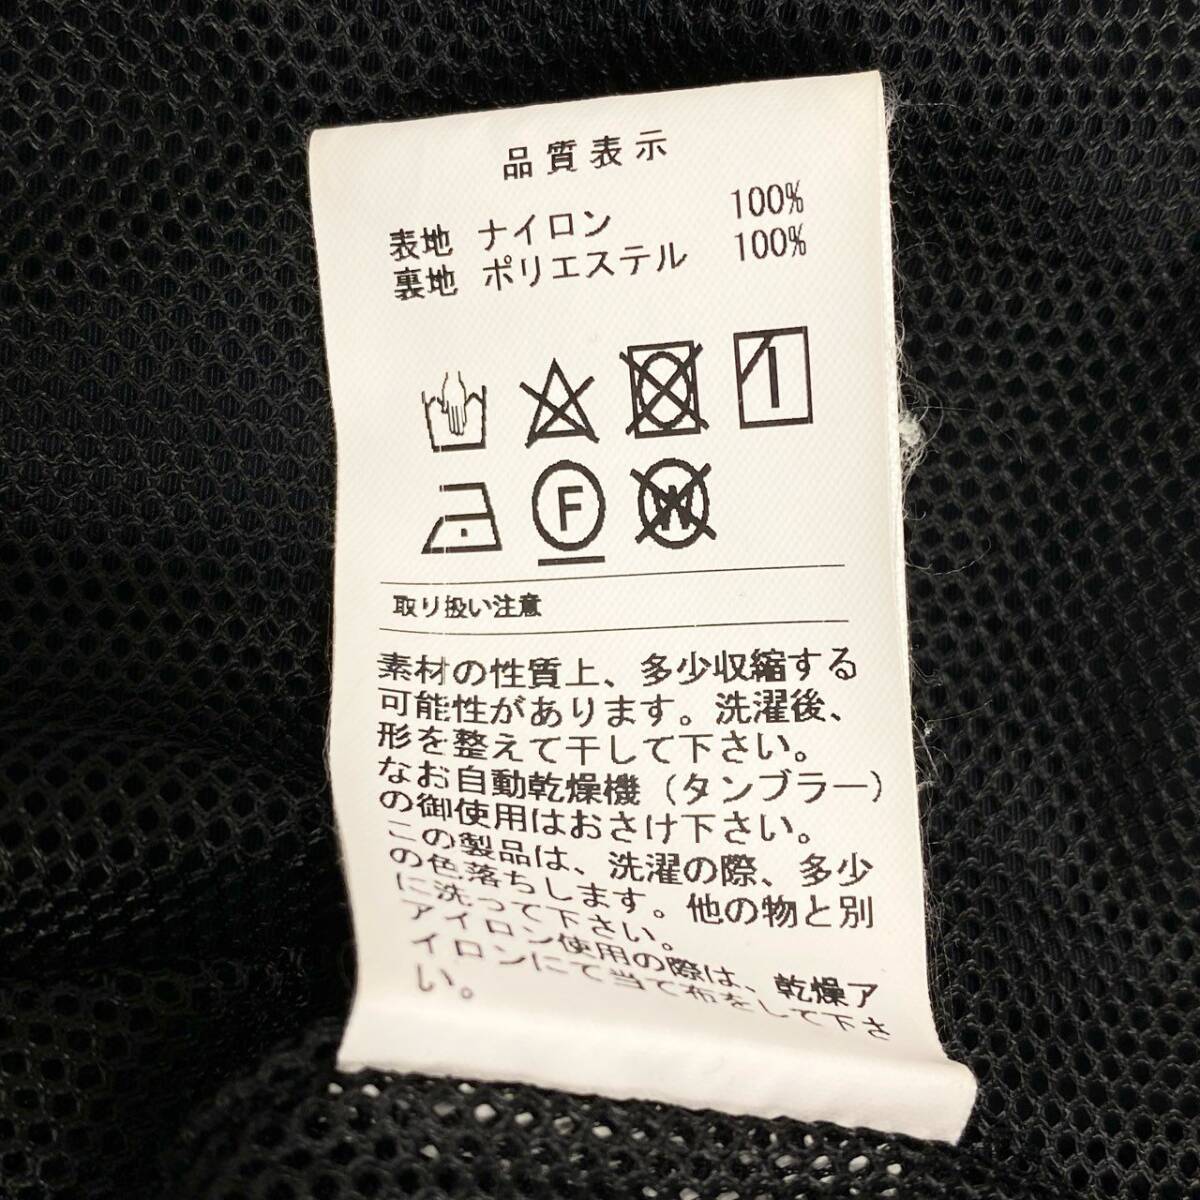 品質表示
表地 ナイロン 100%
裏地 ポリエステル 100%
F
W
取り扱い注意
素材の性質上、多少収縮する
可能性があります。洗濯後、
形を整えて干して下さい。
なお自動乾燥機(タンブラー)
の御使用はおさけ下さい。
この製品は、洗濯の際、多少
の色落ちします。他の物と別
に洗って下さい。
アイロン使用の際は、乾燥ア
イロンにて当て布をして下さ
い。